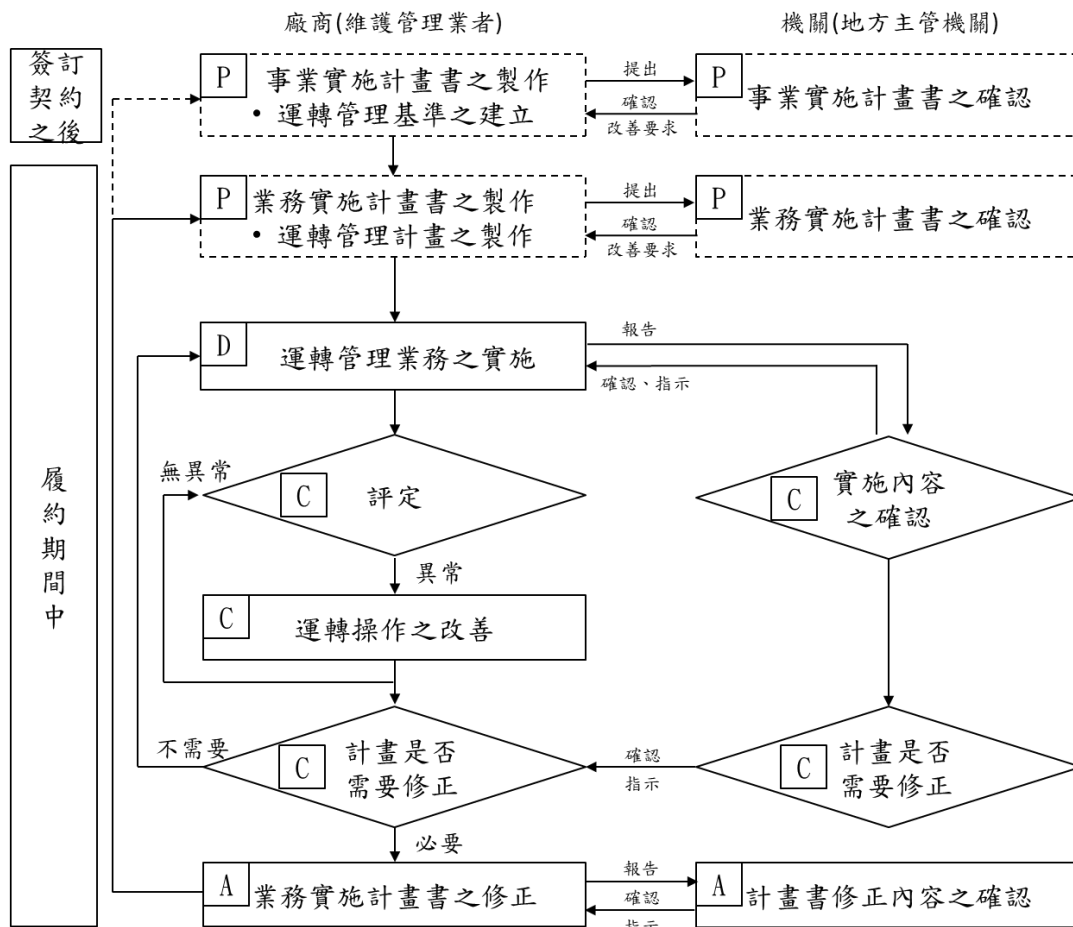 廠商(維護管理業者)
機關(地方主管機關)
簽訂
契約
之後
P
事業實施計畫書之製作
• 運轉管理基準之建立
提出
確認
改善要求
P
事業實施計畫書之確認
履約期間中
P
業務實施計畫書之製作
• 運轉管理計畫之製作
提出
確認
改善要求
P
業務實施計畫書之確認
D
運轉管理業務之實施
報告
確認、指示
無異常
C
評定
C
實施內容
之確認
異常
C
運轉操作之改善
不需要
C
計畫是否
需要修正
確認
指示
C
計畫是否
需要修正
必要
A
業務實施計畫書之修正
報告
確認
指示
A
計畫書修正內容之確認